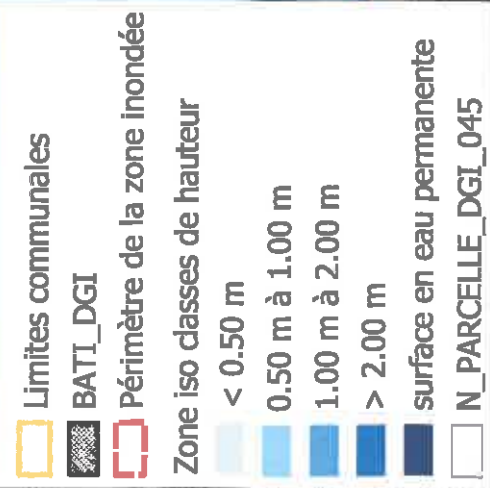 Limites communales
BATI_DGI
Périmètre de la zone inondée
Zone iso classes de hauteur
< 0.50 m
0.50 m à 1.00 m
1.00 m à 2.00 m
> 2.00 m
surface en eau permanente
N_PARCELLE_DGI_045